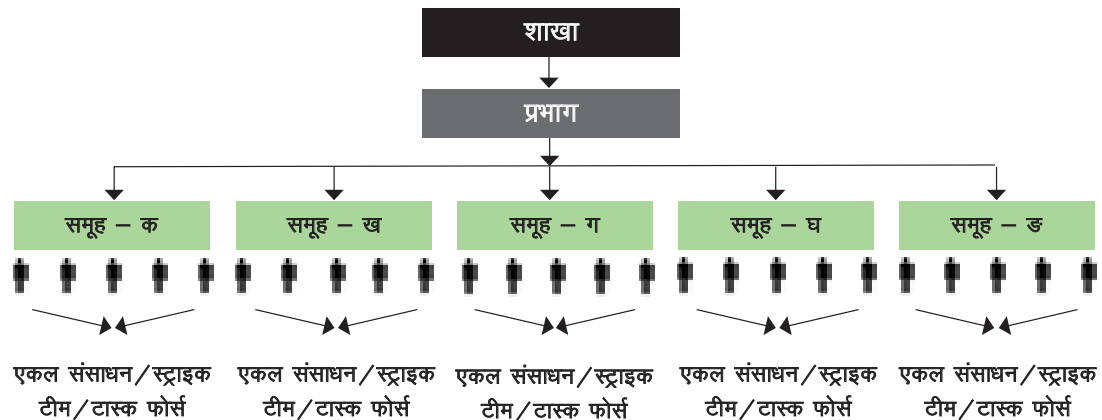 शाखा
प्रभाग
समूह – क
समूह – ख
समूह – ग
समूह – घ
समूह – ङ
एकल संसाधन/स्ट्राइक
टीम/टास्क फोर्स
एकल संसाधन/स्ट्राइक
टीम/टास्क फोर्स
एकल संसाधन/स्ट्राइक
टीम/टास्क फोर्स
एकल संसाधन/स्ट्राइक
टीम/टास्क फोर्स
एकल संसाधन/स्ट्राइक
टीम/टास्क फोर्स